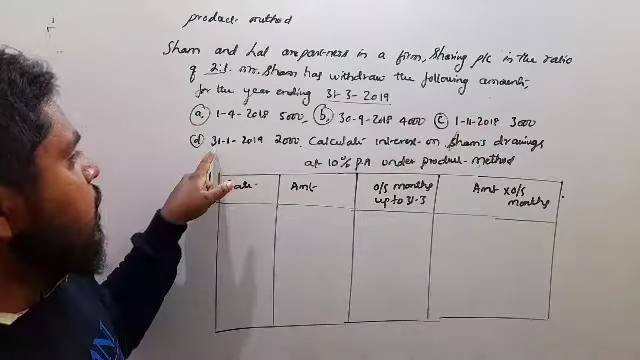 product method
Sham and Lal are partners in a firm, sharing p/L in the ratio
of 2:1. mr. Sham has withdraw the following amounts,
for the year ending 31-3-2019
(a) 1-4-2018 5000, (b) 30-9-2018 4000 (c) 1-11-2018 3000
(d) 31-1-2019 2000. Calculate interest on Sham's drawings
at 10% P.A under product method
Amt
O/S months
up to 31-3
Amt x O/S
months